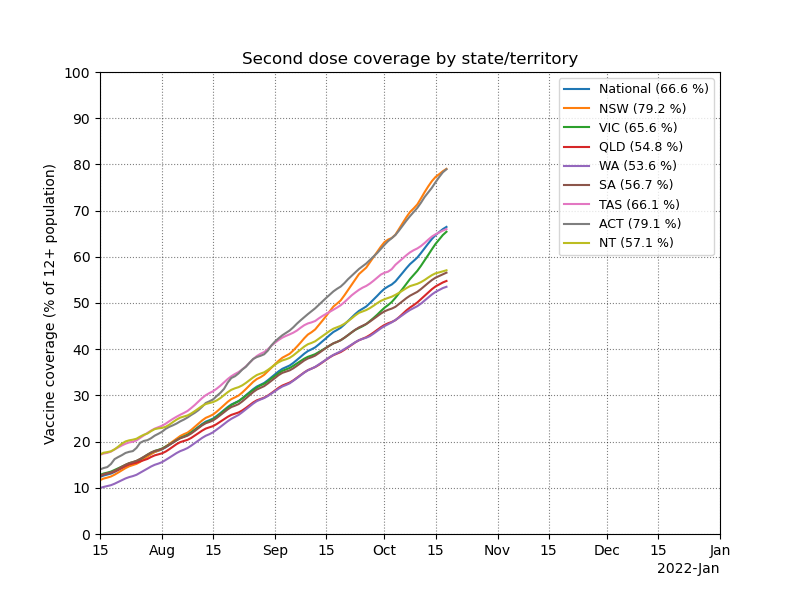 Second dose coverage by state/territory
Vaccine coverage (% of 12+ population)
100
90
80
70
60
50
40
30
20
10
0
National (66.6 %)
NSW (79.2 %)
VIC (65.6 %)
QLD (54.8 %)
WA (53.6 %)
SA (56.7 %)
TAS (66.1 %)
ACT (79.1 %)
NT (57.1 %)
15 Aug 15 Sep 15 Oct 15 Nov 15 Dec 15 Jan
2022-Jan